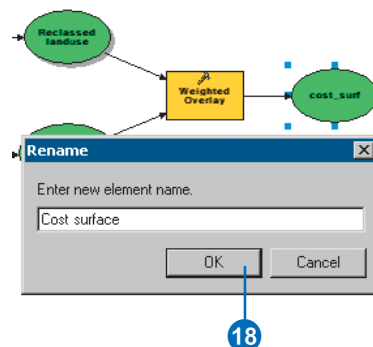 Reclassed
landuse
Weighted
Overlay
cost_surf
Rename
Enter new element name.
Cost surface
OK
Cancel
18